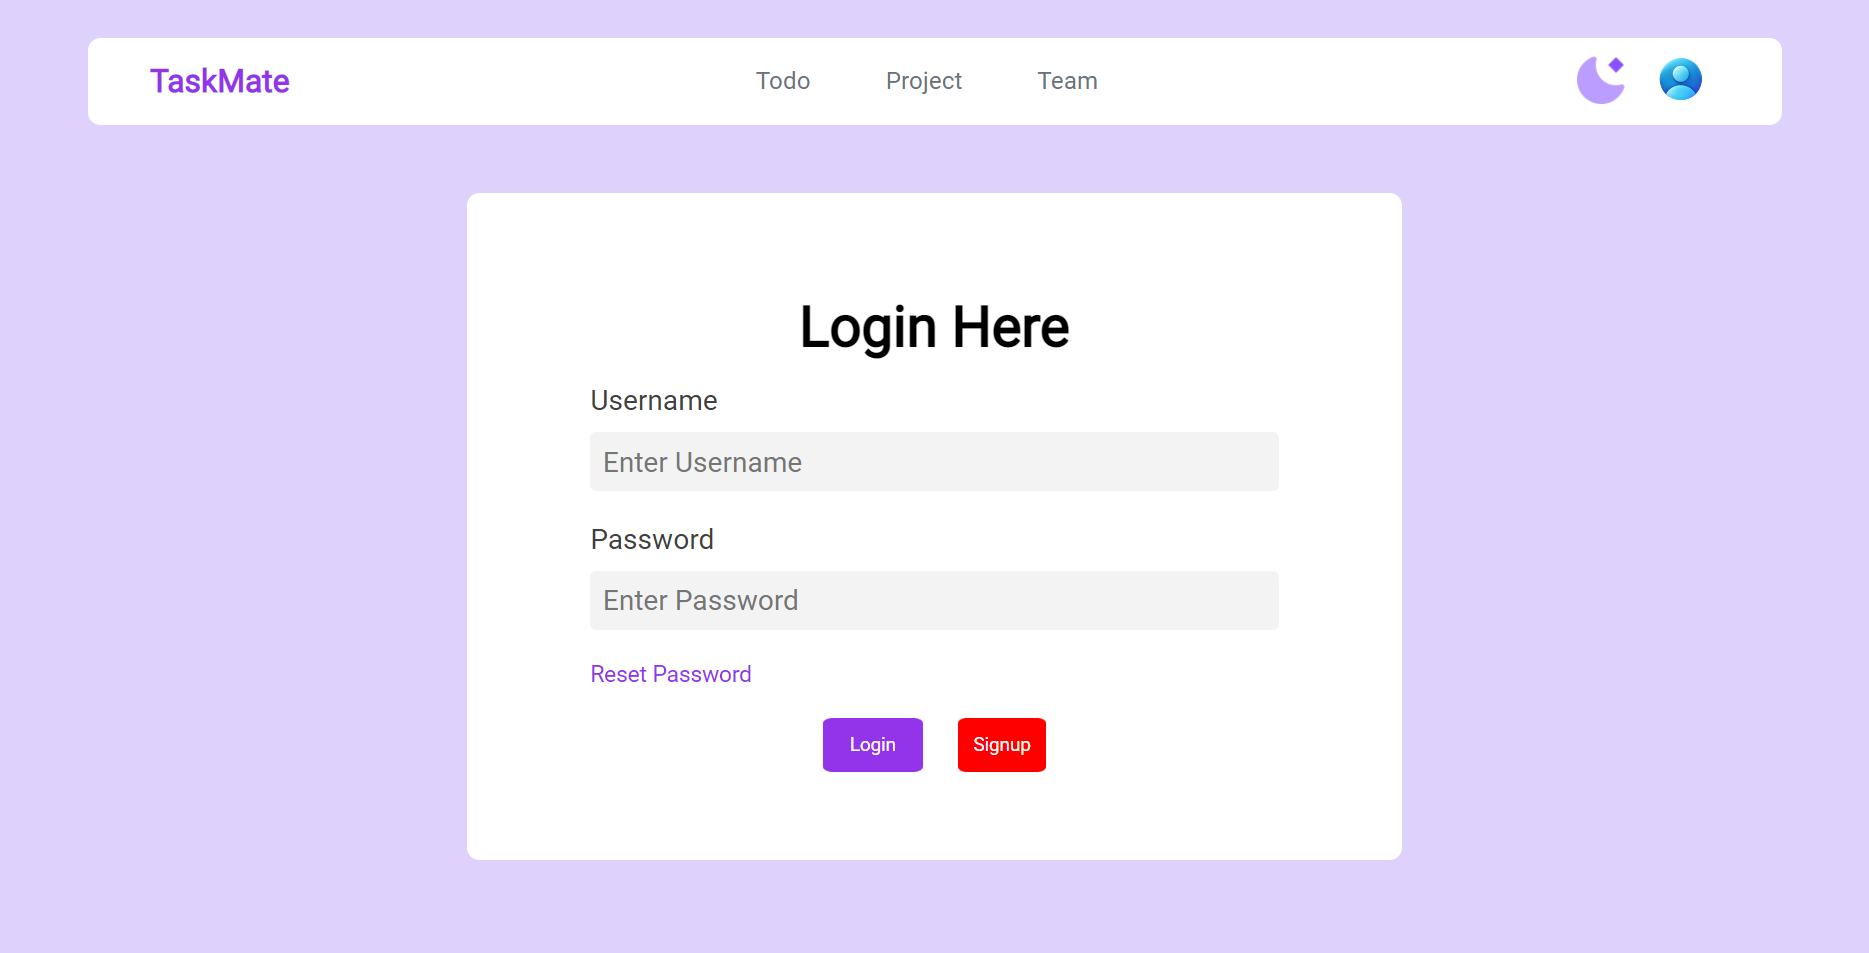 TaskMate
Todo Project Team
Login Here
Username
Enter Username
Password
Enter Password
Reset Password
Login Signup